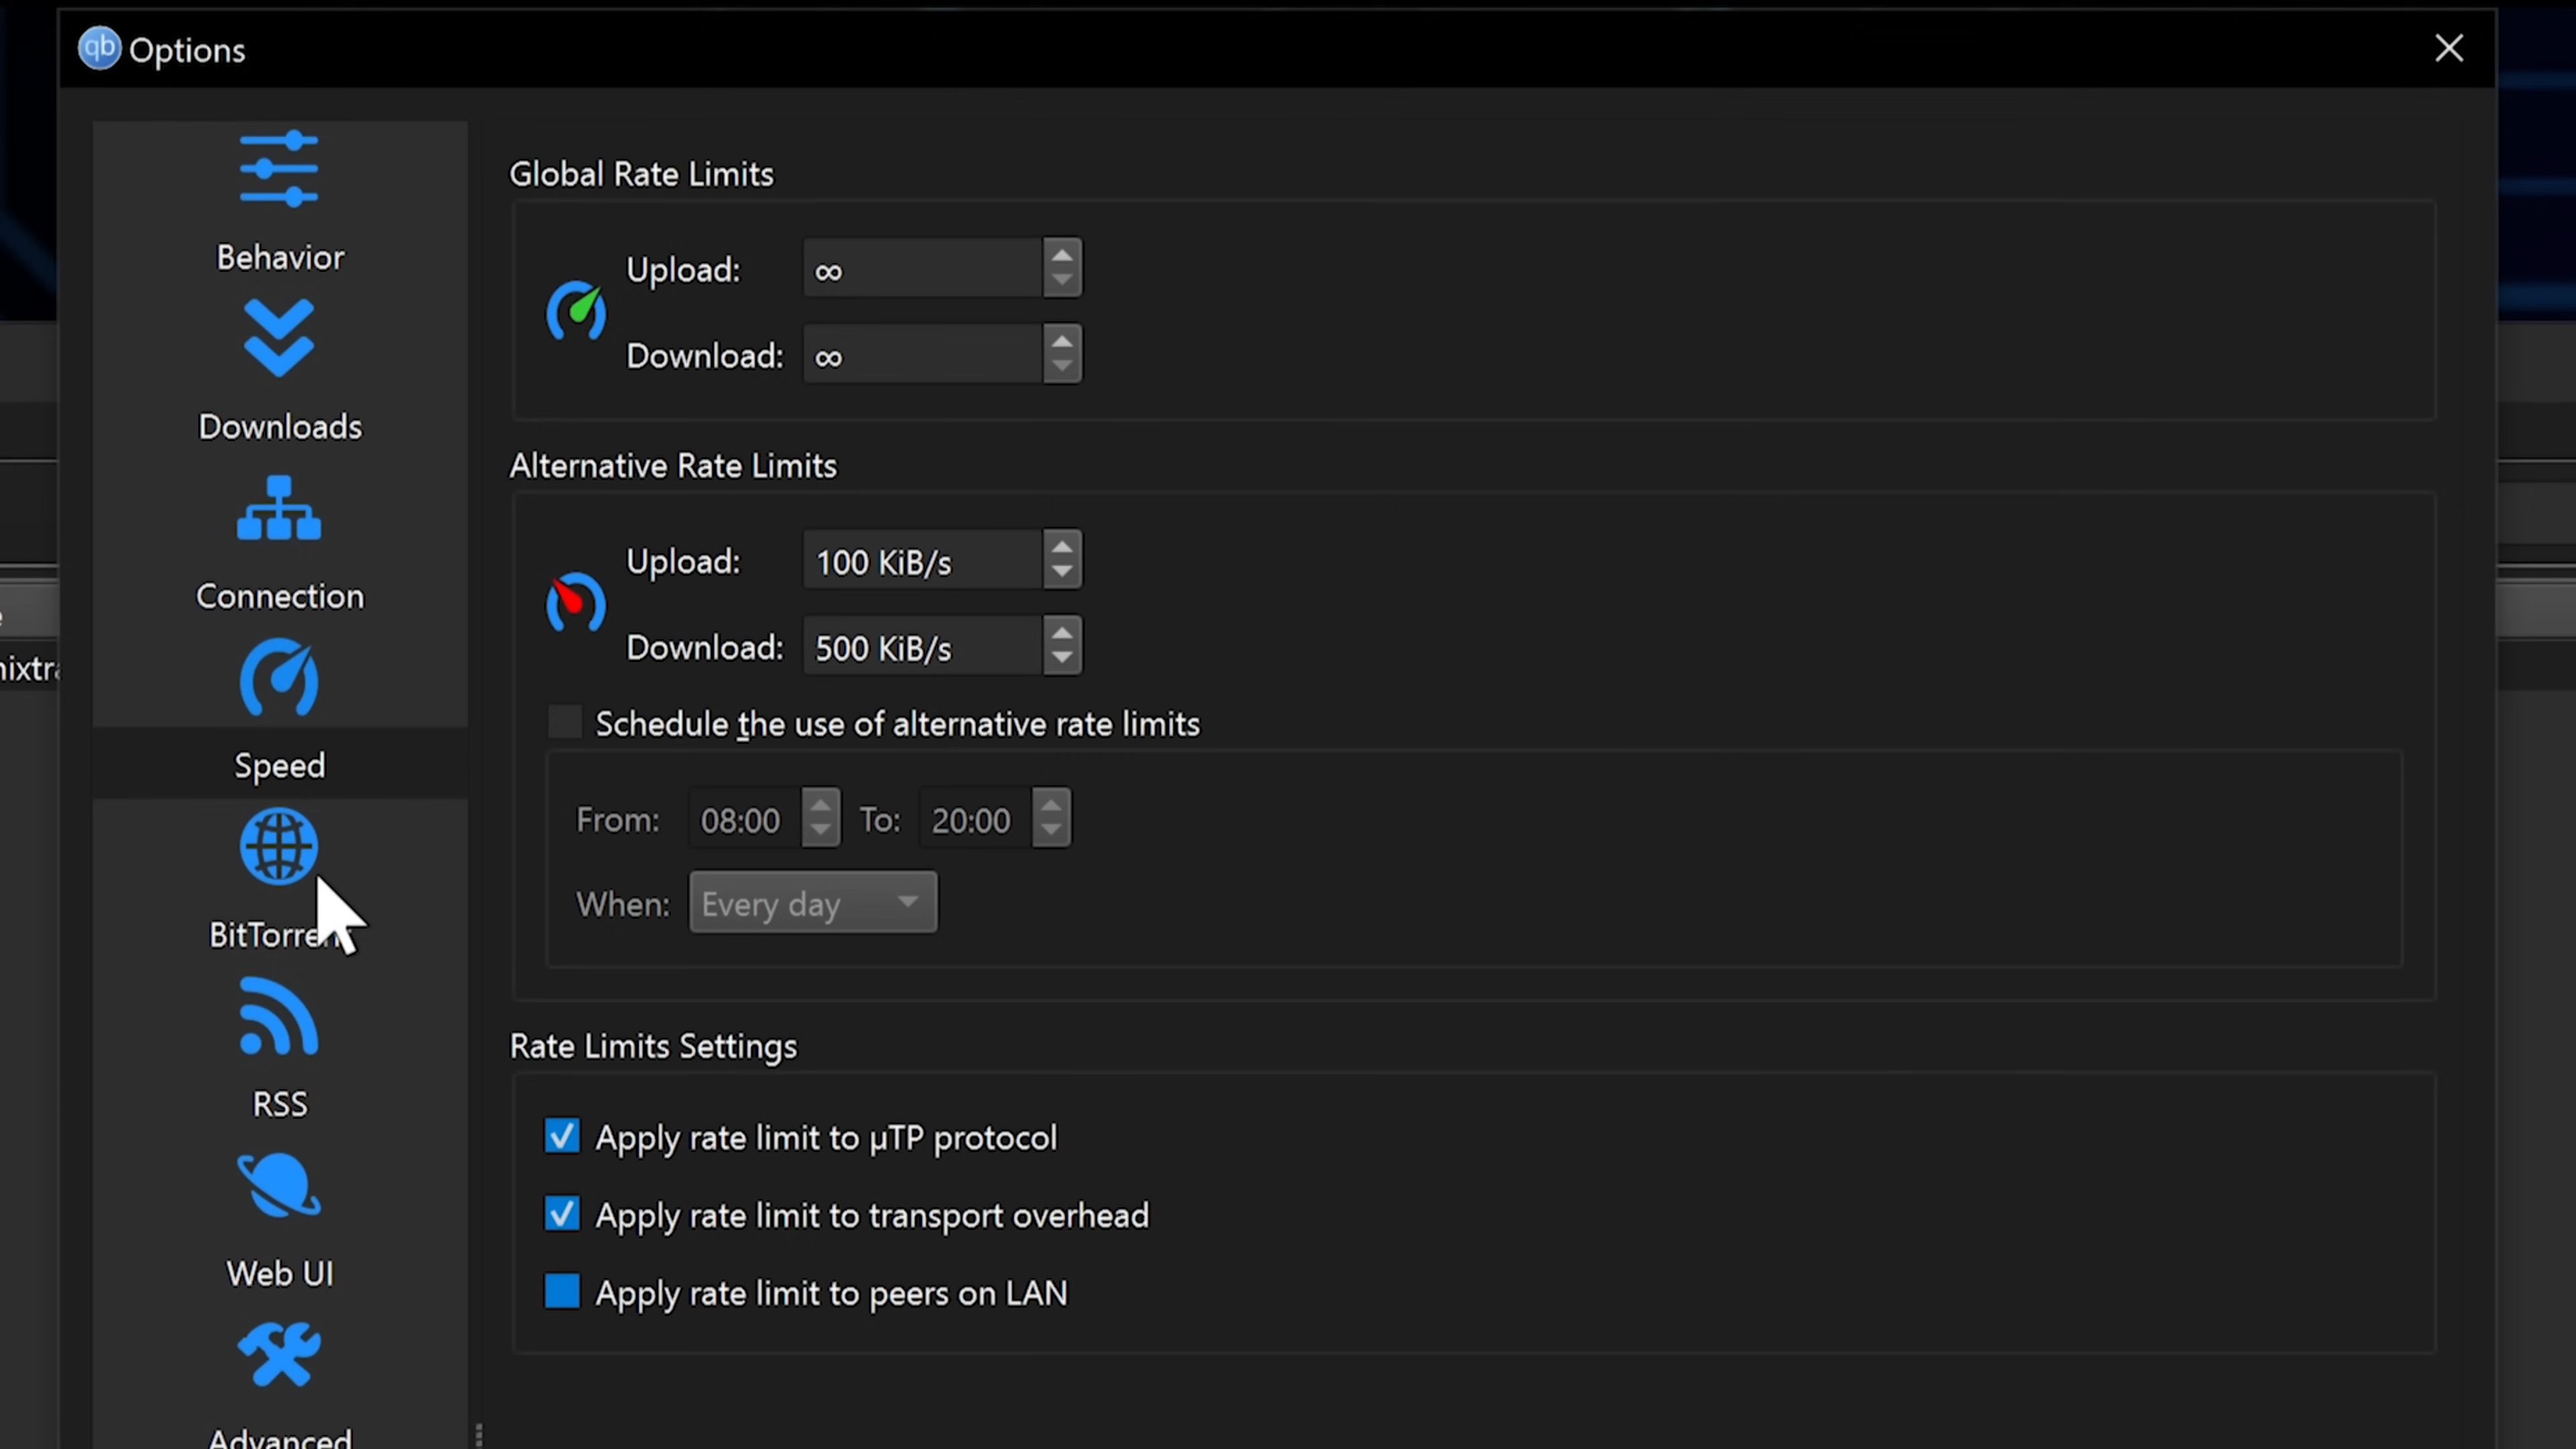 qb Options
Behavior
Downloads
Connection
Speed
BitTorrent
RSS
Web UI
Advanced
Global Rate Limits
Upload: ∞
Download: ∞
Alternative Rate Limits
Upload: 100 KiB/s
Download: 500 KiB/s
Schedule the use of alternative rate limits
From: 08:00 To: 20:00
When: Every day
Rate Limits Settings
Apply rate limit to µTP protocol
Apply rate limit to transport overhead
Apply rate limit to peers on LAN